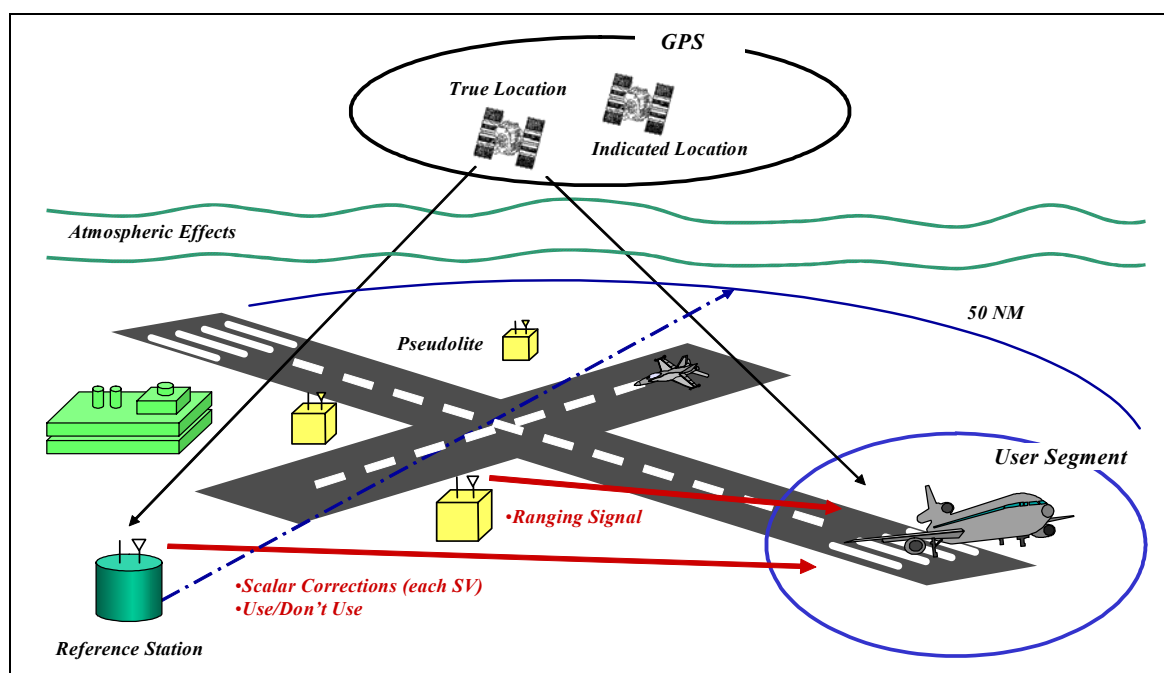 GPS
True Location
Indicated Location
Atmospheric Effects
50 NM
Pseudolite
User Segment
•Ranging Signal
•Scalar Corrections (each SV)
•Use/Don’t Use
Reference Station